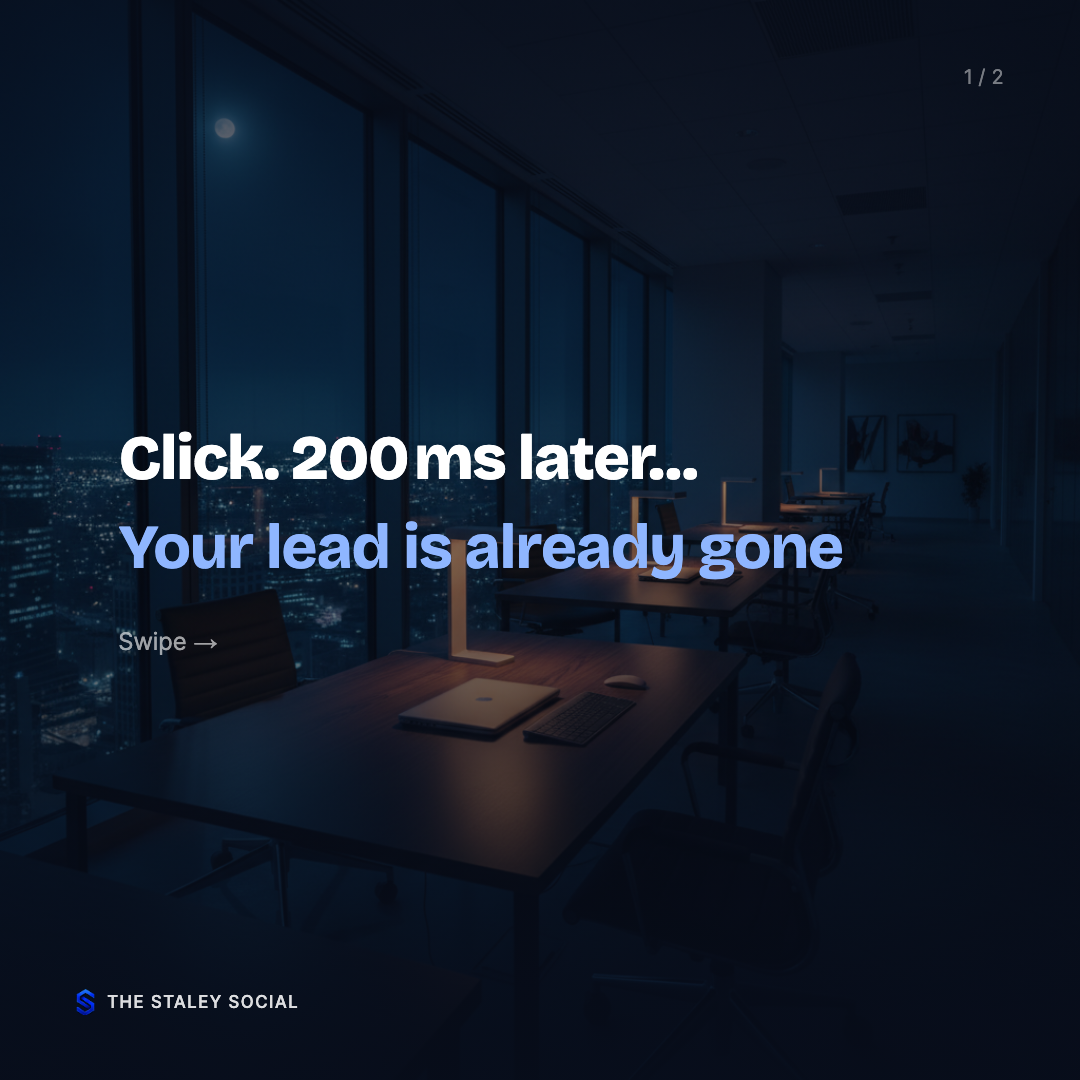 1 / 2
Click. 200 ms later...
Your lead is already gone
Swipe →
THE STALEY SOCIAL